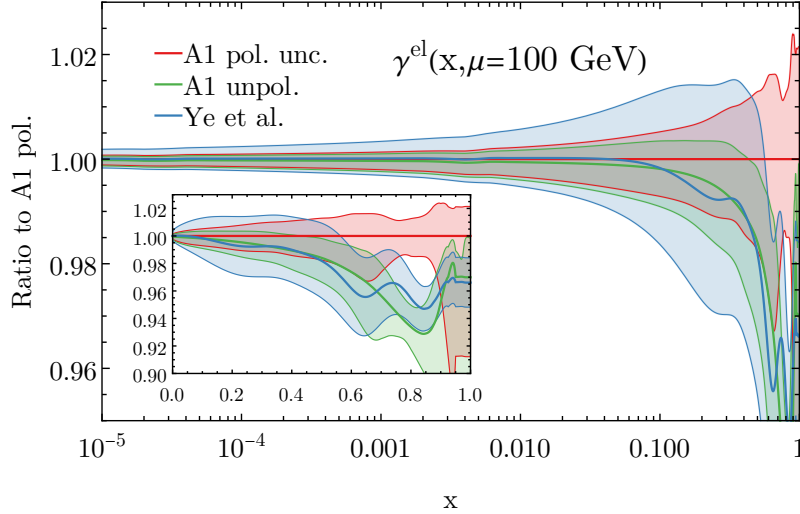 1.02
1.00
0.98
0.96
Ratio to A1 pol.
A1 pol. unc.
A1 unpol.
Ye et al.
γ^el(x,μ=100 GeV)
1.02
1.00
0.98
0.96
0.94
0.92
0.90
0.0 0.2 0.4 0.6 0.8 1.0
10^-5 10^-4 0.001 0.010 0.100 1
x